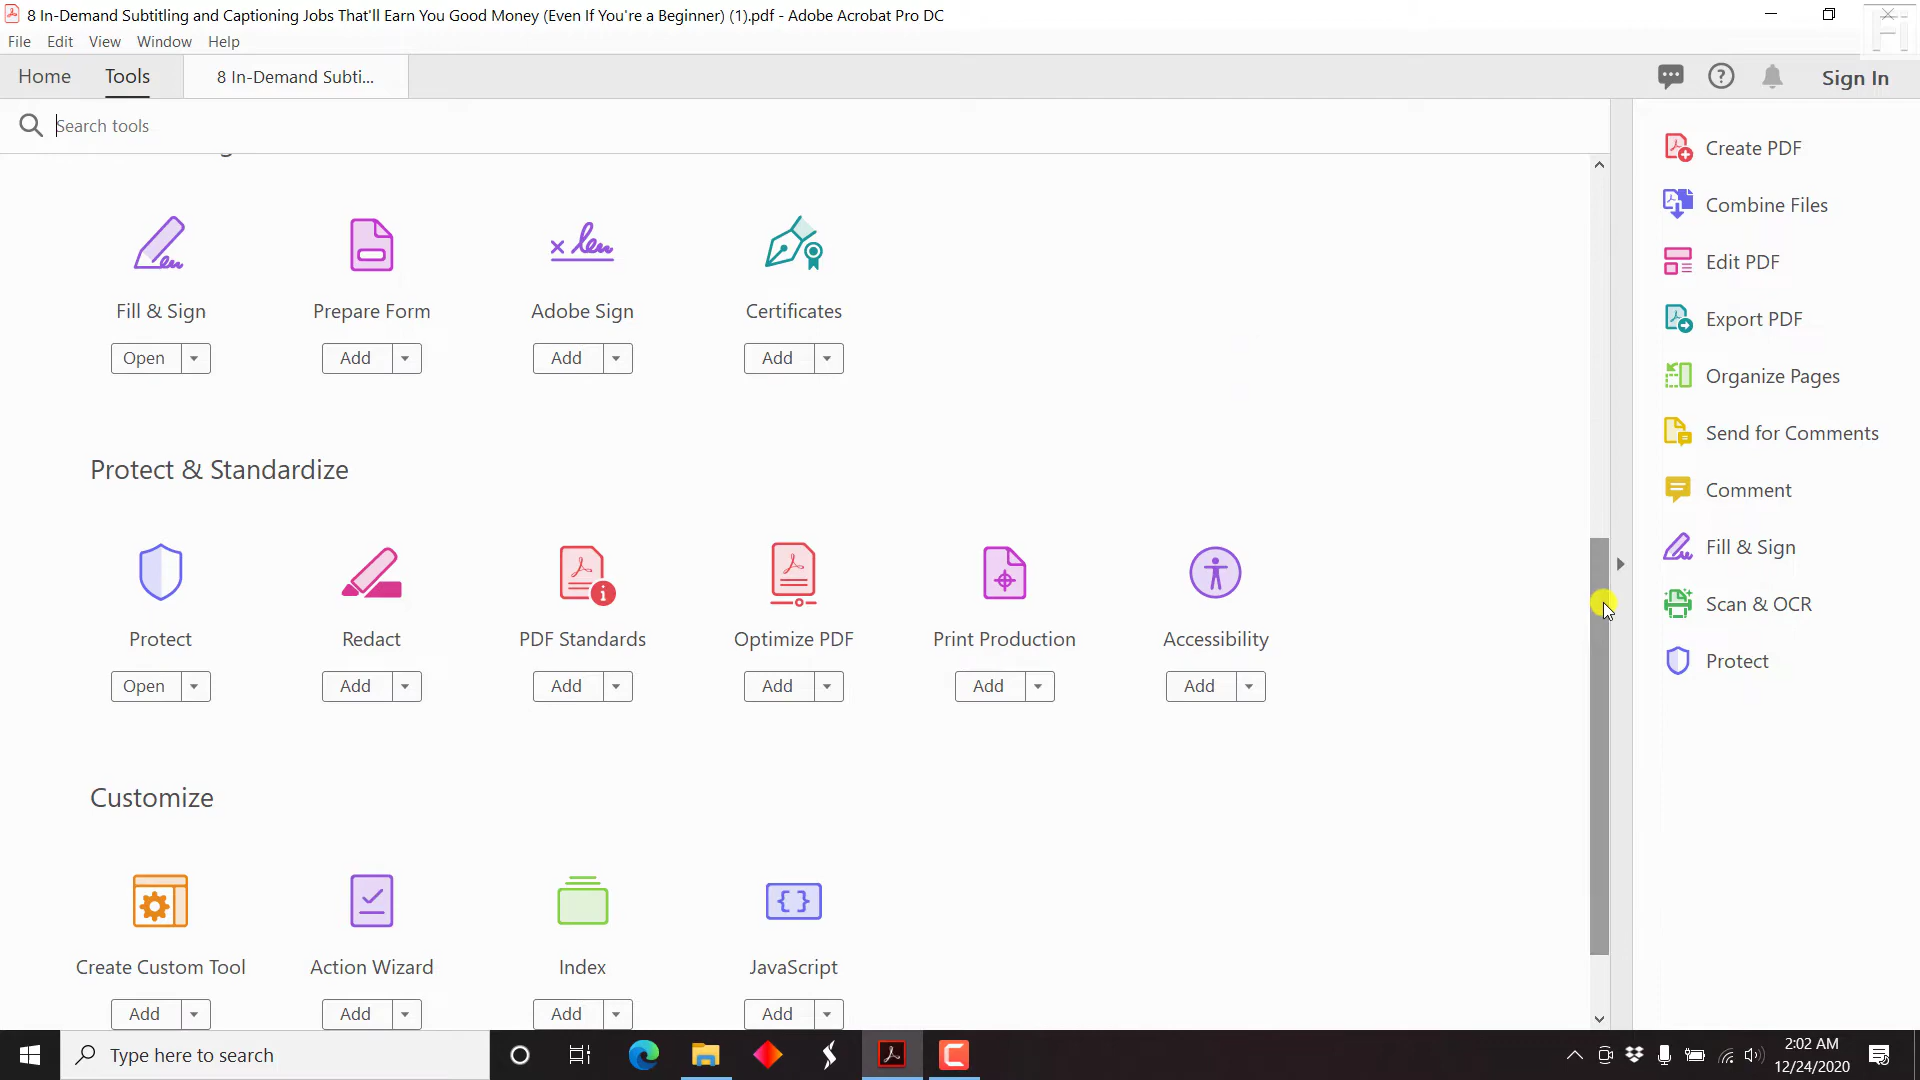 8 In-Demand Subtitling and Captioning Jobs That'll Earn You Good Money (Even If You're a Beginner) (1).pdf - Adobe Acrobat Pro DC
File Edit View Window Help
Home Tools 8 In-Demand Subti... Sign In
Search tools
Fill & Sign Prepare Form Adobe Sign Certificates
Open Add Add Add
Protect & Standardize
Protect Redact PDF Standards Optimize PDF Print Production Accessibility
Open Add Add Add Add Add
Customize
Create Custom Tool Action Wizard Index JavaScript
Add Add Add Add
Create PDF
Combine Files
Edit PDF
Export PDF
Organize Pages
Send for Comments
Comment
Fill & Sign
Scan & OCR
Protect
Type here to search
2:02 AM
12/24/2020